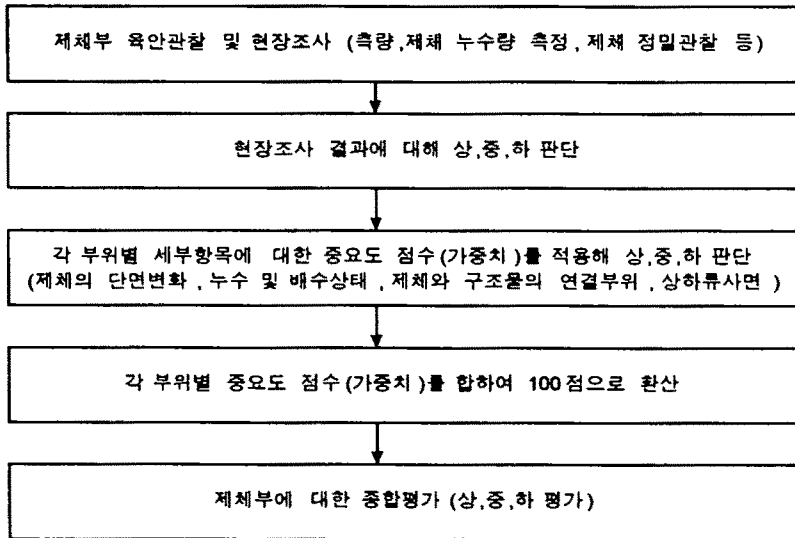 제체부 육안관찰 및 현장조사 (측량,제채 누수량 측정, 제체 정밀관찰 등)
현장조사 결과에 대해 상,중,하 판단
각 부위별 세부항목에 대한 중요도 점수(가중치)를 적용해 상,중,하 판단
(제체의 단면변화, 누수 및 배수상태, 제체와 구조물의 연결부위, 상하류사면)
각 부위별 중요도 점수(가중치)를 합하여 100점으로 환산
제체부에 대한 종합평가 (상,중,하 평가)